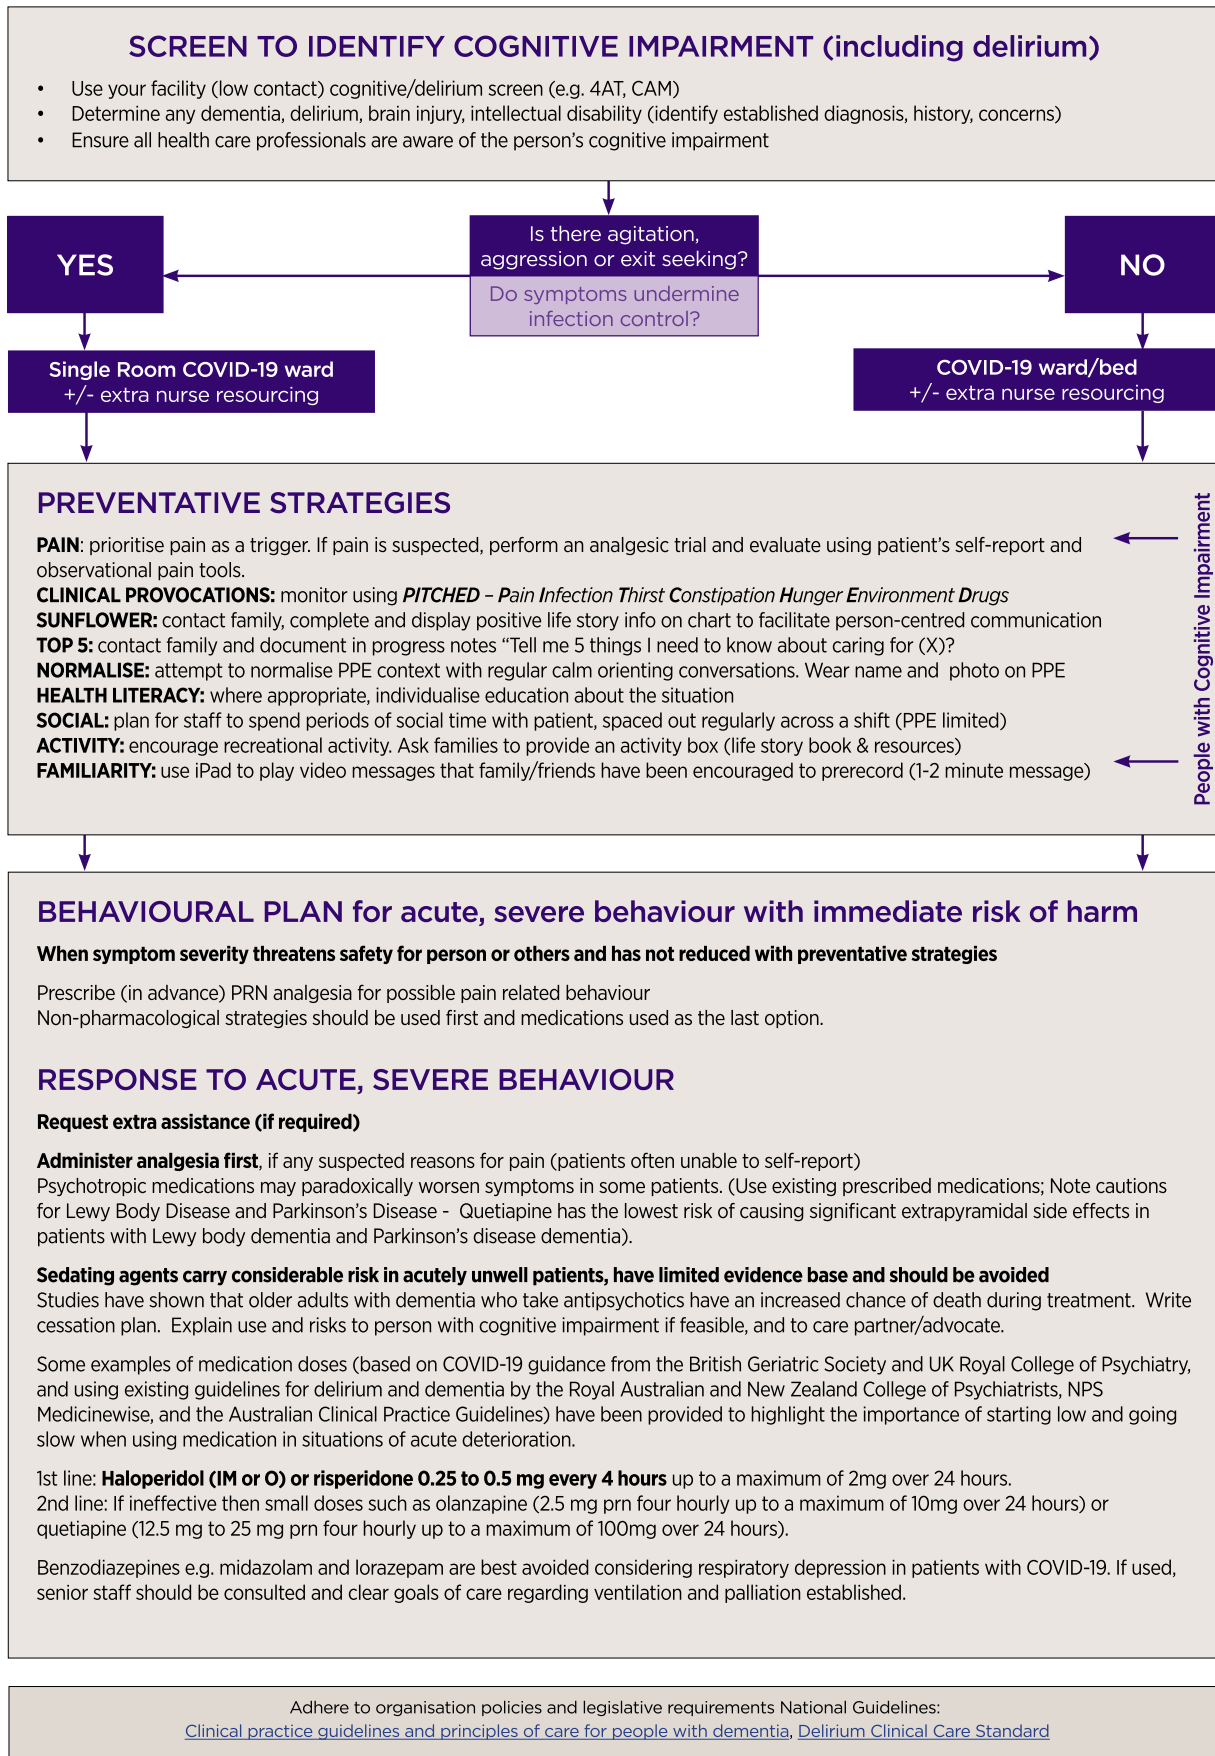 SCREEN TO IDENTIFY COGNITIVE IMPAIRMENT (including delirium)
• Use your facility (low contact) cognitive/delirium screen (e.g. 4AT, CAM)
• Determine any dementia, delirium, brain injury, intellectual disability (identify established diagnosis, history, concerns)
• Ensure all health care professionals are aware of the person's cognitive impairment
YES
Is there agitation,
aggression or exit seeking?
Do symptoms undermine
infection control?
NO
Single Room COVID-19 ward
+/- extra nurse resourcing
COVID-19 ward/bed
+/- extra nurse resourcing
PREVENTATIVE STRATEGIES
PAIN: prioritise pain as a trigger. If pain is suspected, perform an analgesic trial and evaluate using patient's self-report and
observational pain tools.
CLINICAL PROVOCATIONS: monitor using PITCHED – Pain Infection Thirst Constipation Hunger Environment Drugs
SUNFLOWER: contact family, complete and display positive life story info on chart to facilitate person-centred communication
TOP 5: contact family and document in progress notes “Tell me 5 things I need to know about caring for (X)?
NORMALISE: attempt to normalise PPE context with regular calm orienting conversations. Wear name and photo on PPE
HEALTH LITERACY: where appropriate, individualise education about the situation
SOCIAL: plan for staff to spend periods of social time with patient, spaced out regularly across a shift (PPE limited)
ACTIVITY: encourage recreational activity. Ask families to provide an activity box (life story book & resources)
FAMILIARITY: use iPad to play video messages that family/friends have been encouraged to prerecord (1-2 minute message)
People with Cognitive Impairment
BEHAVIOURAL PLAN for acute, severe behaviour with immediate risk of harm
When symptom severity threatens safety for person or others and has not reduced with preventative strategies
Prescribe (in advance) PRN analgesia for possible pain related behaviour
Non-pharmacological strategies should be used first and medications used as the last option.
RESPONSE TO ACUTE, SEVERE BEHAVIOUR
Request extra assistance (if required)
Administer analgesia first, if any suspected reasons for pain (patients often unable to self-report)
Psychotropic medications may paradoxically worsen symptoms in some patients. (Use existing prescribed medications; Note cautions
for Lewy Body Disease and Parkinson's Disease - Quetiapine has the lowest risk of causing significant extrapyramidal side effects in
patients with Lewy body dementia and Parkinson's disease dementia).
Sedating agents carry considerable risk in acutely unwell patients, have limited evidence base and should be avoided
Studies have shown that older adults with dementia who take antipsychotics have an increased chance of death during treatment. Write
cessation plan. Explain use and risks to person with cognitive impairment if feasible, and to care partner/advocate.
Some examples of medication doses (based on COVID-19 guidance from the British Geriatric Society and UK Royal College of Psychiatry,
and using existing guidelines for delirium and dementia by the Royal Australian and New Zealand College of Psychiatrists, NPS
Medicinewise, and the Australian Clinical Practice Guidelines) have been provided to highlight the importance of starting low and going
slow when using medication in situations of acute deterioration.
1st line: Haloperidol (IM or O) or risperidone 0.25 to 0.5 mg every 4 hours up to a maximum of 2mg over 24 hours.
2nd line: If ineffective then small doses such as olanzapine (2.5 mg prn four hourly up to a maximum of 10mg over 24 hours) or
quetiapine (12.5 mg to 25 mg prn four hourly up to a maximum of 100mg over 24 hours).
Benzodiazepines e.g. midazolam and lorazepam are best avoided considering respiratory depression in patients with COVID-19. If used,
senior staff should be consulted and clear goals of care regarding ventilation and palliation established.
Adhere to organisation policies and legislative requirements National Guidelines:
Clinical practice guidelines and principles of care for people with dementia, Delirium Clinical Care Standard